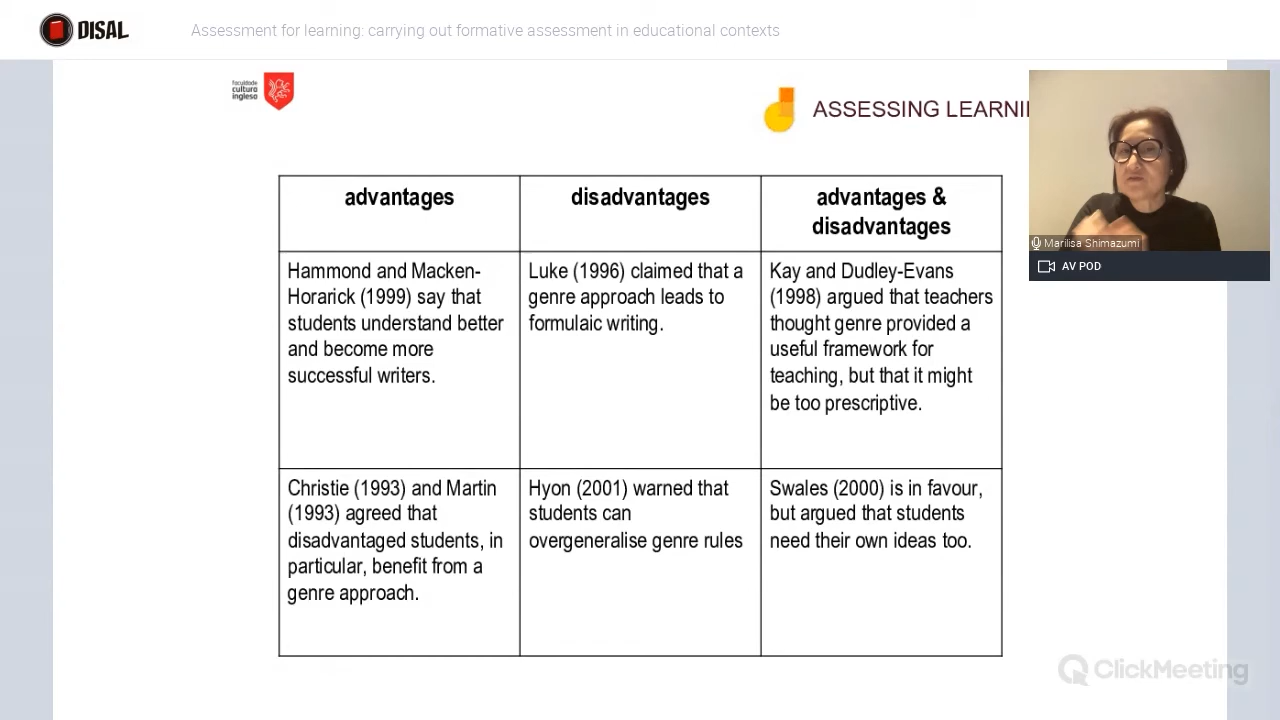 DISAL
Assessment for learning: carrying out formative assessment in educational contexts
faculdade
cultura
inglesa
ASSESSING LEARNI
Marilisa Shimazumi
AV POD
advantages
disadvantages
advantages &
disadvantages
Hammond and Macken-
Horarick (1999) say that
students understand better
and become more
successful writers.
Luke (1996) claimed that a
genre approach leads to
formulaic writing.
Kay and Dudley-Evans
(1998) argued that teachers
thought genre provided a
useful framework for
teaching, but that it might
be too prescriptive.
Christie (1993) and Martin
(1993) agreed that
disadvantaged students, in
particular, benefit from a
genre approach.
Hyon (2001) warned that
students can
overgeneralise genre rules
Swales (2000) is in favour,
but argued that students
need their own ideas too.
ClickMeeting